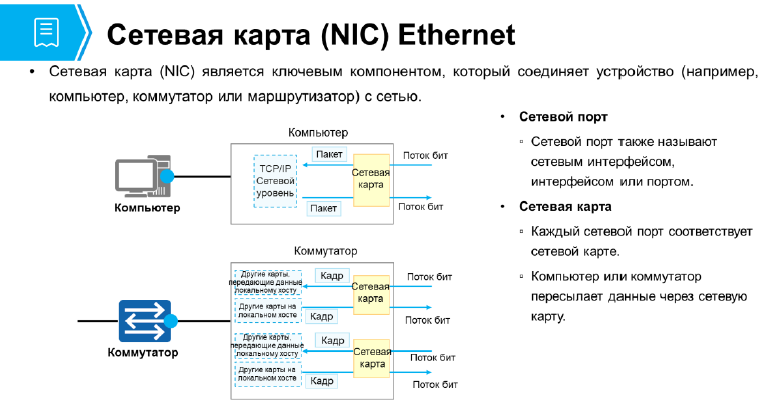 Сетевая карта (NIC) Ethernet
• Сетевая карта (NIC) является ключевым компонентом, который соединяет устройство (например,
компьютер, коммутатор или маршрутизатор) с сетью.
Компьютер
Пакет
Поток бит
TCP/IP
Сетевой
уровень
Сетевая
карта
Пакет
Поток бит
Компьютер
Коммутатор
Другие карты,
передающие данные
локальному хосту
Кадр
Поток бит
Сетевая
карта
Другие карты на
локальном хосте
Кадр
Поток бит
Другие карты,
передающие данные
локальному хосту
Кадр
Поток бит
Сетевая
карта
Другие карты на
локальном хосте
Кадр
Поток бит
Коммутатор
• Сетевой порт
▫ Сетевой порт также называют
сетевым интерфейсом,
интерфейсом или портом.
• Сетевая карта
▫ Каждый сетевой порт соответствует
сетевой карте.
▫ Компьютер или коммутатор
пересылает данные через сетевую
карту.